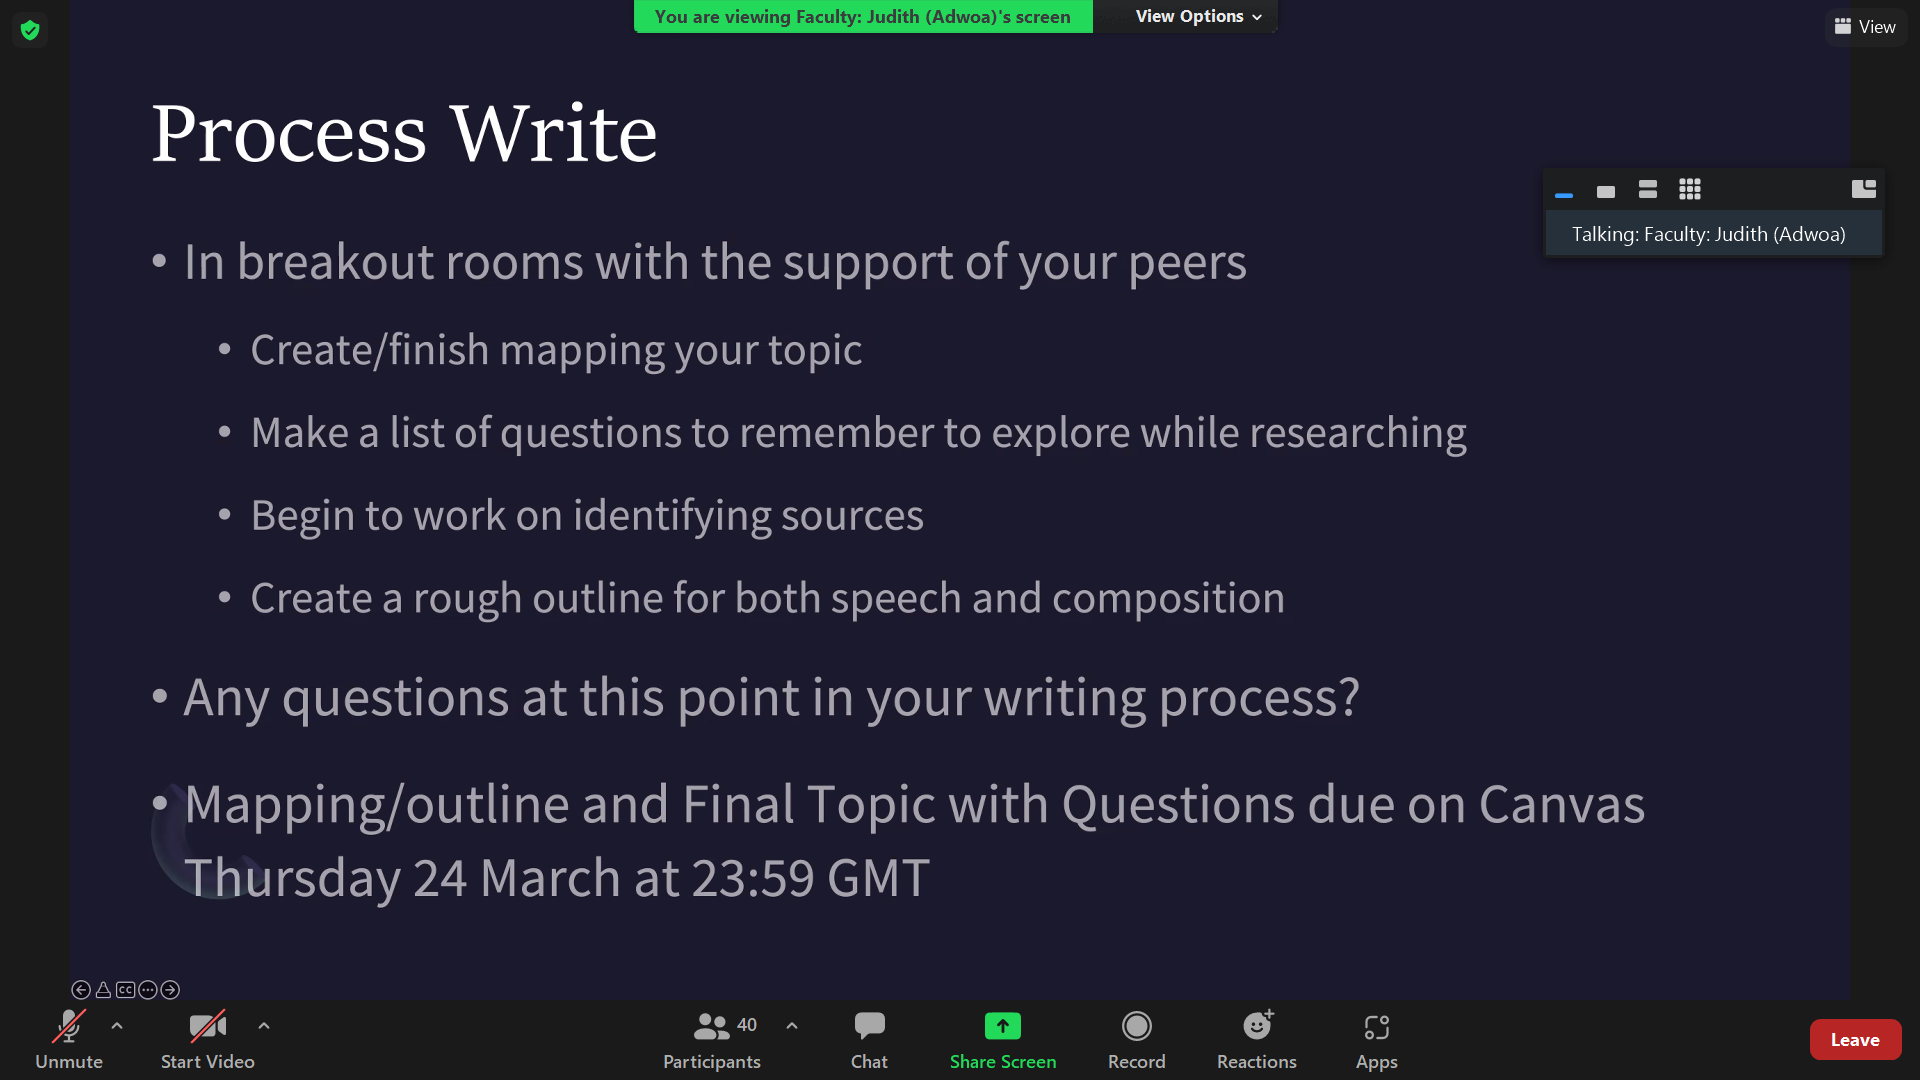 You are viewing Faculty: Judith (Adwoa)'s screen
View Options
View
Process Write
Talking: Faculty: Judith (Adwoa)
• In breakout rooms with the support of your peers
• Create/finish mapping your topic
• Make a list of questions to remember to explore while researching
• Begin to work on identifying sources
• Create a rough outline for both speech and composition
• Any questions at this point in your writing process?
• Mapping/outline and Final Topic with Questions due on Canvas
Thursday 24 March at 23:59 GMT
CC
Unmute
Start Video
40
Participants
Chat
Share Screen
Record
Reactions
Apps
Leave